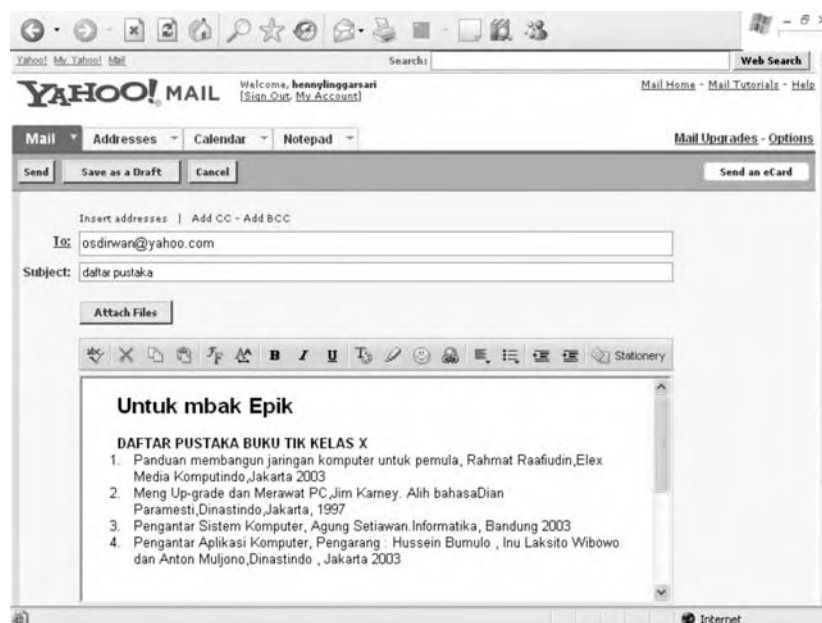 Yahoo! My Yahoo! Mail Search: Web Search
YAHOO! MAIL Welcome, hennylinggarsari Mail Home - Mail Tutorials - Help
[Sign Out, My Account]
Mail Addresses Calendar Notepad Mail Upgrades - Options
Send Save as a Draft Cancel Send an eCard
Insert addresses | Add CC - Add BCC
To: osdirwan@yahoo.com
Subject: daftar pustaka
Attach Files
B I U Stationery
Untuk mbak Epik
DAFTAR PUSTAKA BUKU TIK KELAS X
1. Panduan membangun jaringan komputer untuk pemula, Rahmat Raafiudin,Elex
Media Komputindo,Jakarta 2003
2. Meng Up-grade dan Merawat PC,Jim Karney. Alih bahasaDian
Paramesti,Dinastindo,Jakarta, 1997
3. Pengantar Sistem Komputer, Agung Setiawan.Informatika, Bandung 2003
4. Pengantar Aplikasi Komputer, Pengarang : Hussein Bumulo , Inu Laksito Wibowo
dan Anton Muljono,Dinastindo , Jakarta 2003
Internet